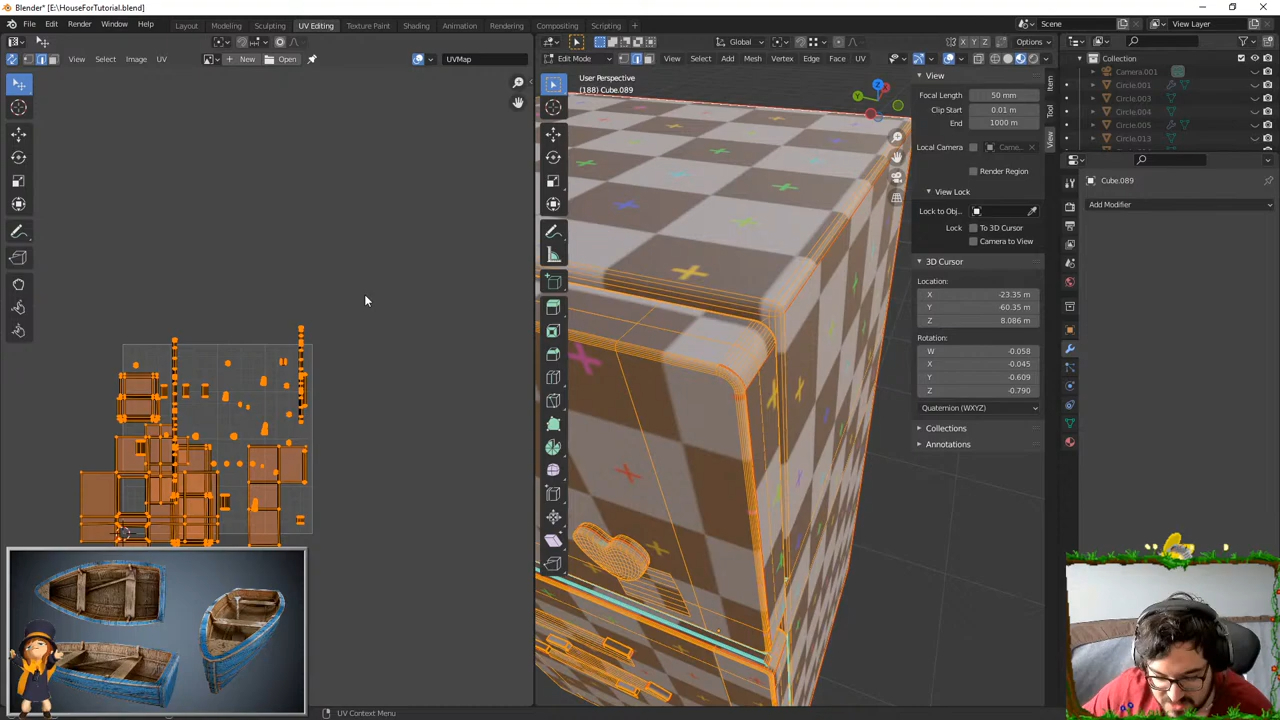 Blender* [E:\HouseForTutorial.blend]
File Edit Render Window Help Layout Modeling Sculpting UV Editing Texture Paint Shading Animation Rendering Compositing Scripting + Scene View Layer
View Select Image UV New Open UVMap
Global X Y Z Options
Edit Mode View Select Add Mesh Vertex Edge Face UV
User Perspective
(188) Cube.089
View
Focal Length 50 mm
Clip Start 0.01 m
End 1000 m
Local Camera Came...
Render Region
View Lock
Lock to Obj...
Lock To 3D Cursor
Camera to View
3D Cursor
Location:
X -23.35 m
Y -60.35 m
Z 8.086 m
Rotation:
W -0.058
X -0.045
Y -0.609
Z -0.790
Quaternion (WXYZ)
Collections
Annotations
Item
Tool
View
Collection
Camera.001
Circle.001
Circle.003
Circle.004
Circle.005
Circle.013
Cube.089
Add Modifier
UV Context Menu